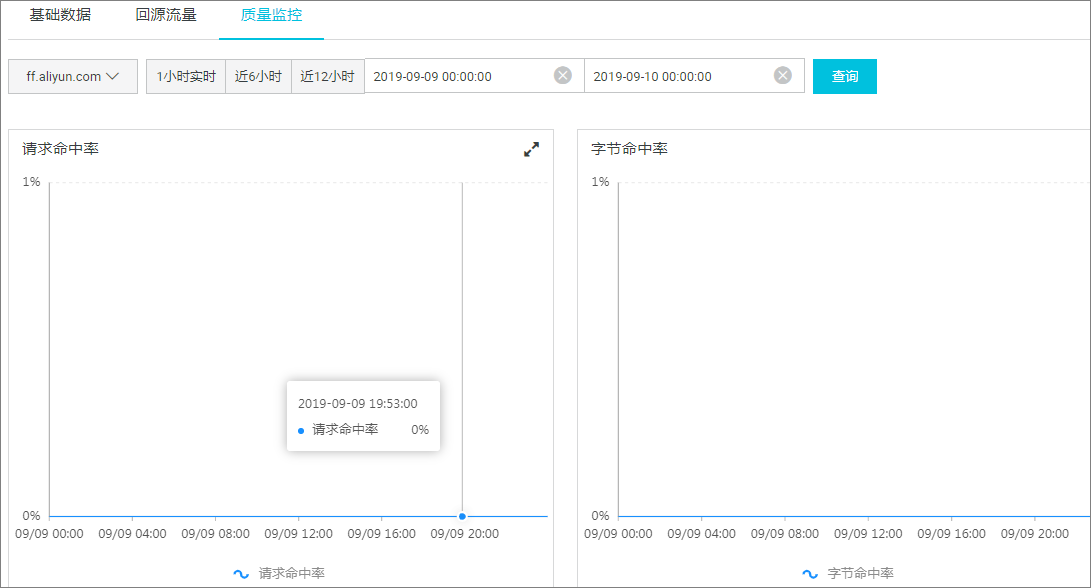 基础数据 回源流量 质量监控
ff.aliyun.com 1小时实时 近6小时 近12小时 2019-09-09 00:00:00 2019-09-10 00:00:00 查询
请求命中率
1%
2019-09-09 19:53:00
请求命中率 0%
0%
09/09 00:00 09/09 04:00 09/09 08:00 09/09 12:00 09/09 16:00 09/09 20:00
请求命中率
字节命中率
1%
0%
09/09 00:00 09/09 04:00 09/09 08:00 09/09 12:00 09/09 16:00 09/09 20:00
字节命中率